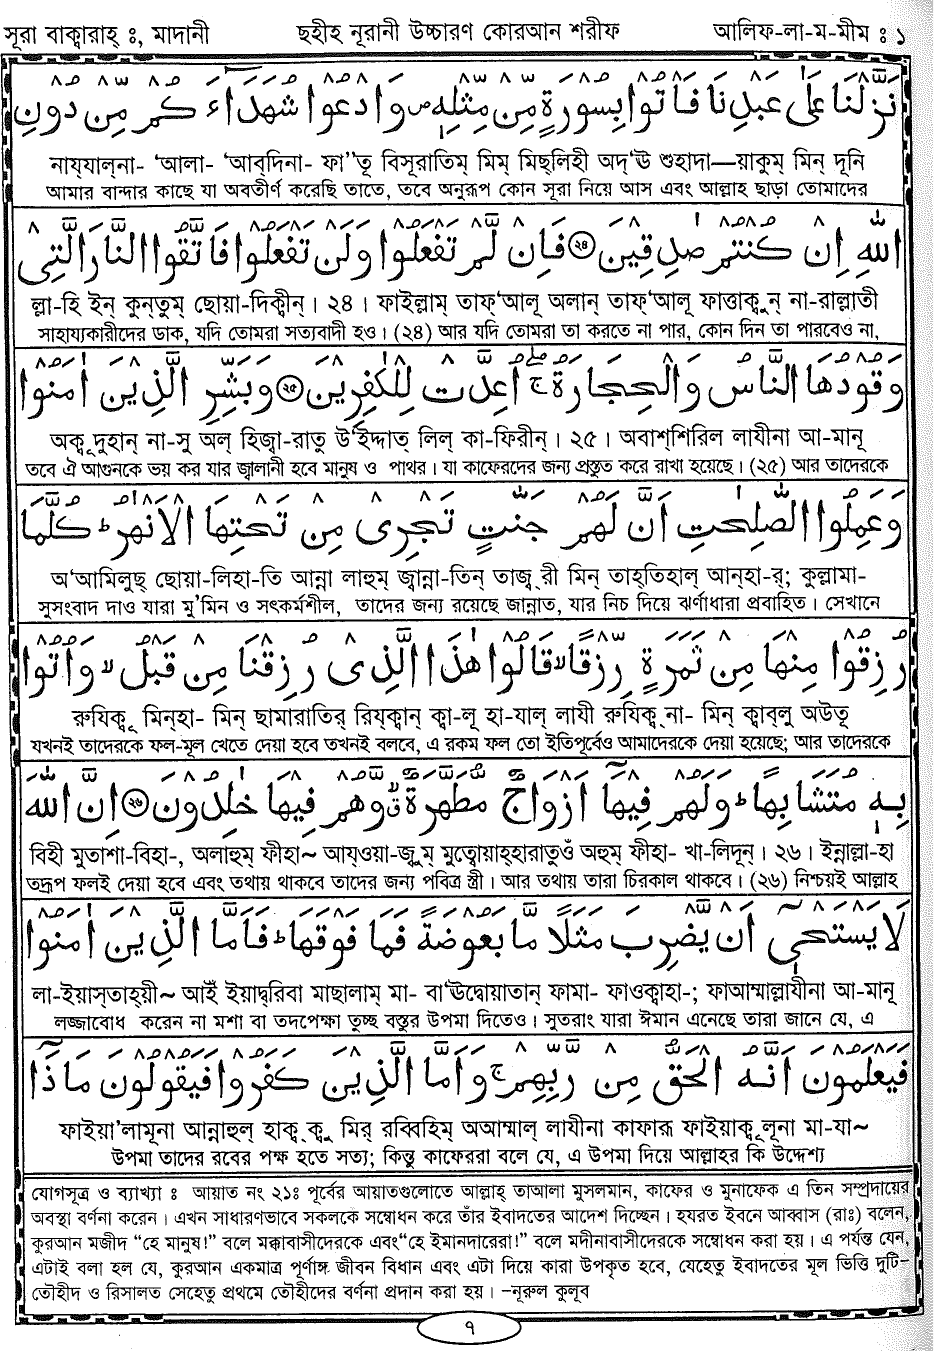 সূরা বাক্বারাহ্ ঃ, মাদানী ছহীহ নূরানী উচ্চারণ কোরআন শরীফ আলিফ-লা-ম-মীম ঃ ১
نَزَّلْنَا عَلٰى عَبْدِنَا فَاْتُوْا بِسُوْرَةٍ مِّنْ مِّثْلِهٖ ص وَادْعُوْا شُهَدَآءَكُمْ مِّنْ دُوْنِ
নায্‌যালনা- ‘আলা- ‘আব্‌দিনা- ফা”তূ বিসূরাতিম্ মিম্ মিছ্‌লিহী অদ্‘ঊ শুহাদা—য়াকুম্ মিন্ দূনি
আমার বান্দার কাছে যা অবতীর্ণ করেছি তাতে, তবে অনুরূপ কোন সূরা নিয়ে আস এবং আল্লাহ ছাড়া তোমাদের
اللّٰهِ اِنْ كُنْتُمْ صٰدِقِيْنَ ۝٢٤ فَاِنْ لَّمْ تَفْعَلُوْا وَلَنْ تَفْعَلُوْا فَاتَّقُوا النَّارَ الَّتِيْ
ল্লা-হি ইন্ কুন্‌তুম্ ছোয়া-দিক্বীন্। ২৪। ফাইল্লাম্ তাফ্‘আলূ অলান্ তাফ্‘আলূ ফাত্তাক্বুন্ না-রাল্লাতী
সাহায্যকারীদের ডাক, যদি তোমরা সত্যবাদী হও। (২৪) আর যদি তোমরা তা করতে না পার, কোন দিন তা পারবেও না,
وَقُوْدُهَا النَّاسُ وَالْحِجَارَةُ ج اُعِدَّتْ لِلْكٰفِرِيْنَ ۝٢٥ وَبَشِّرِ الَّذِيْنَ اٰمَنُوْا
অক্বূদুহান্ না-সু অল্ হিজ্বা-রাতু উ‘ইদ্দাত্ লিল্ কা-ফিরীন্। ২৫। অবাশ্‌শিরিল লাযীনা আ-মানূ
তবে ঐ আগুনকে ভয় কর যার জ্বালানী হবে মানুষ ও পাথর। যা কাফেরদের জন্য প্রস্তুত করে রাখা হয়েছে। (২৫) আর তাদেরকে
وَعَمِلُوا الصّٰلِحٰتِ اَنَّ لَهُمْ جَنّٰتٍ تَجْرِيْ مِنْ تَحْتِهَا الْاَنْهٰرُ ط كُلَّمَا
অ‘আমিলুছ্ ছোয়া-লিহা-তি আন্না লাহুম্ জ্বান্না-তিন্ তাজ্ব্‌রী মিন্ তাহ্‌তিহাল্ আন্‌হা-র্; কুল্লামা-
সুসংবাদ দাও যারা মু’মিন ও সৎকর্মশীল, তাদের জন্য রয়েছে জান্নাত, যার নিচ দিয়ে ঝর্ণাধারা প্রবাহিত। সেখানে
رُزِقُوْا مِنْهَا مِنْ ثَمَرَةٍ رِّزْقًا لا قَالُوْا هٰذَا الَّذِيْ رُزِقْنَا مِنْ قَبْلُ لا وَاُتُوْا
রুযিক্বূ মিন্‌হা- মিন্ ছামারাতির্ রিয্‌ক্বান্ ক্বা-লূ হা-যাল্ লাযী রুযিক্ব্‌না- মিন্ ক্বাব্‌লু অউতূ
যখনই তাদেরকে ফল-মূল খেতে দেয়া হবে তখনই বলবে, এ রকম ফল তো ইতিপূর্বেও আমাদেরকে দেয়া হয়েছে; আর তাদেরকে
بِهٖ مُتَشَابِهًا ط وَلَهُمْ فِيْهَآ اَزْوَاجٌ مُّطَهَّرَةٌ لا وَّهُمْ فِيْهَا خٰلِدُوْنَ ۝٢٦ اِنَّ اللّٰهَ
বিহী মুতাশা-বিহা-, অলাহুম্ ফীহা~ আয্‌ওয়া-জ্বুম্ মুত্বোয়াহ্‌হারাতুওঁ অহুম্ ফীহা- খা-লিদূন্। ২৬। ইন্নাল্লা-হা
তদ্রূপ ফলই দেয়া হবে এবং তথায় থাকবে তাদের জন্য পবিত্র স্ত্রী। আর তথায় তারা চিরকাল থাকবে। (২৬) নিশ্চয়ই আল্লাহ
لَا يَسْتَحْيٖٓ اَنْ يَّضْرِبَ مَثَلًا مَّا بَعُوْضَةً فَمَا فَوْقَهَا ط فَاَمَّا الَّذِيْنَ اٰمَنُوْا
লা-ইয়াস্‌তাহ্‌য়ী~ আইঁ ইয়াদ্ব্‌রিবা মাছালাম্ মা- বা‘ঊদ্বোয়াতান্ ফামা- ফাওক্বাহা-; ফাআম্মাল্লাযীনা আ-মানূ
লজ্জাবোধ করেন না মশা বা তদপেক্ষা তুচ্ছ বস্তুর উপমা দিতেও। সুতরাং যারা ঈমান এনেছে তারা জানে যে, এ
فَيَعْلَمُوْنَ اَنَّهُ الْحَقُّ مِنْ رَّبِّهِمْ ج وَاَمَّا الَّذِيْنَ كَفَرُوْا فَيَقُوْلُوْنَ مَاذَآ
ফাইয়া’লামূনা আন্নাহুল্ হাক্ব্‌ক্বু মির্ রব্বিহিম্ অআম্মাল্ লাযীনা কাফারূ ফাইয়াক্বূলূনা মা-যা~
উপমা তাদের রবের পক্ষ হতে সত্য; কিন্তু কাফেররা বলে যে, এ উপমা দিয়ে আল্লাহর কি উদ্দেশ্য
যোগসূত্র ও ব্যাখ্যা ঃ আয়াত নং ২১ঃ পূর্বের আয়াতগুলোতে আল্লাহ্ তাআলা মুসলমান, কাফের ও মুনাফেক এ তিন সম্প্রদায়ের
অবস্থা বর্ণনা করেন। এখন সাধারণভাবে সকলকে সম্বোধন করে তাঁর ইবাদতের আদেশ দিচ্ছেন। হযরত ইবনে আব্বাস (রাঃ) বলেন,
কুরআন মজীদ “হে মানুষ!” বলে মক্কাবাসীদেরকে এবং“হে ইমানদারেরা!” বলে মদীনাবাসীদেরকে সম্বোধন করা হয়। এ পর্যন্ত যেন,
এটাই বলা হল যে, কুরআন একমাত্র পূর্ণাঙ্গ জীবন বিধান এবং এটা দিয়ে কারা উপকৃত হবে, যেহেতু ইবাদতের মূল ভিত্তি দুটি–
তৌহীদ ও রিসালত সেহেতু প্রথমে তৌহীদের বর্ণনা প্রদান করা হয়। –নূরুল কুলূব
৭